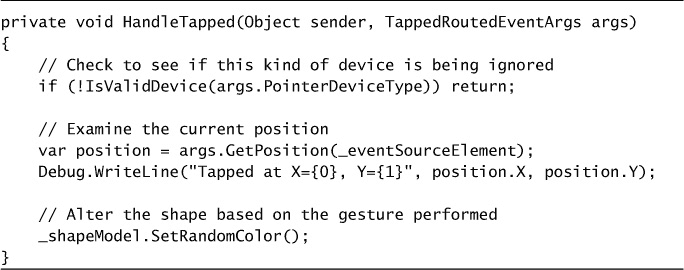 private void HandleTapped(Object sender, TappedRoutedEventArgs args)
{
    // Check to see if this kind of device is being ignored
    if (!IsValidDevice(args.PointerDeviceType)) return;

    // Examine the current position
    var position = args.GetPosition(_eventSourceElement);
    Debug.WriteLine("Tapped at X={0}, Y={1}", position.X, position.Y);

    // Alter the shape based on the gesture performed
    _shapeModel.SetRandomColor();
}